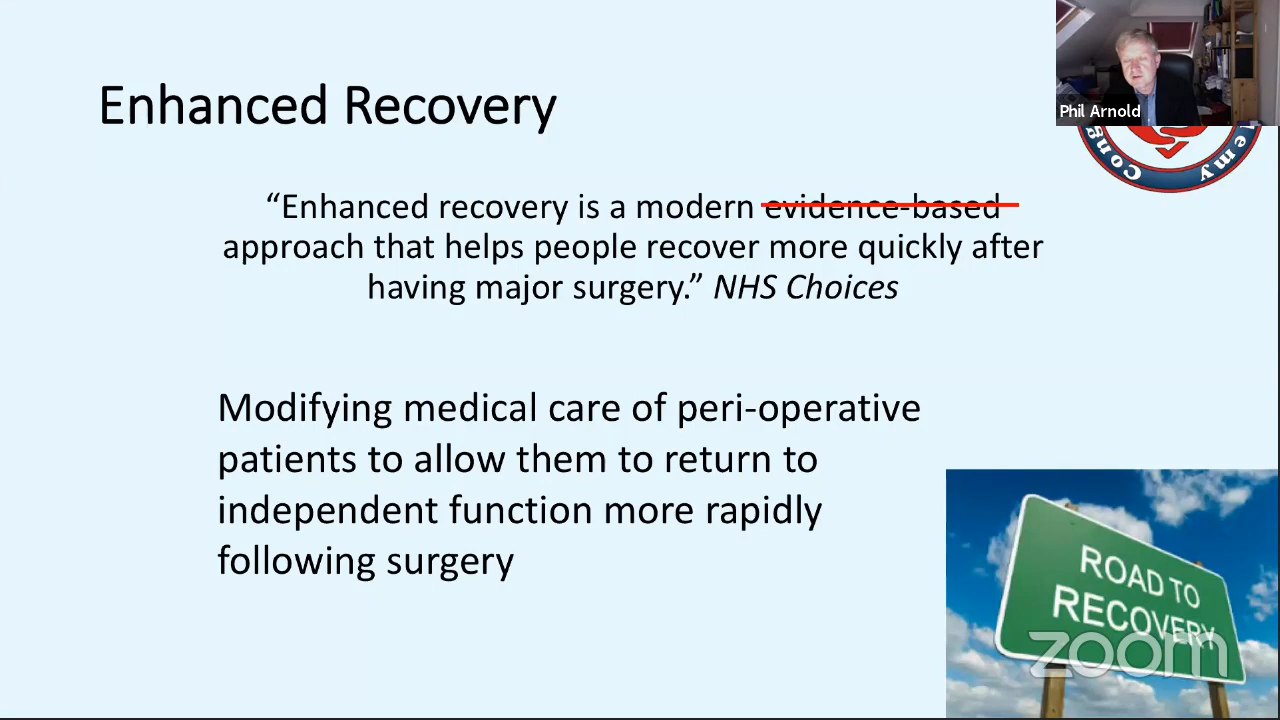 Enhanced Recovery
Phil Arnold
Cong
emy
“Enhanced recovery is a modern evidence-based
approach that helps people recover more quickly after
having major surgery.” NHS Choices
Modifying medical care of peri-operative
patients to allow them to return to
independent function more rapidly
following surgery
ROAD TO
RECOVERY
zoom